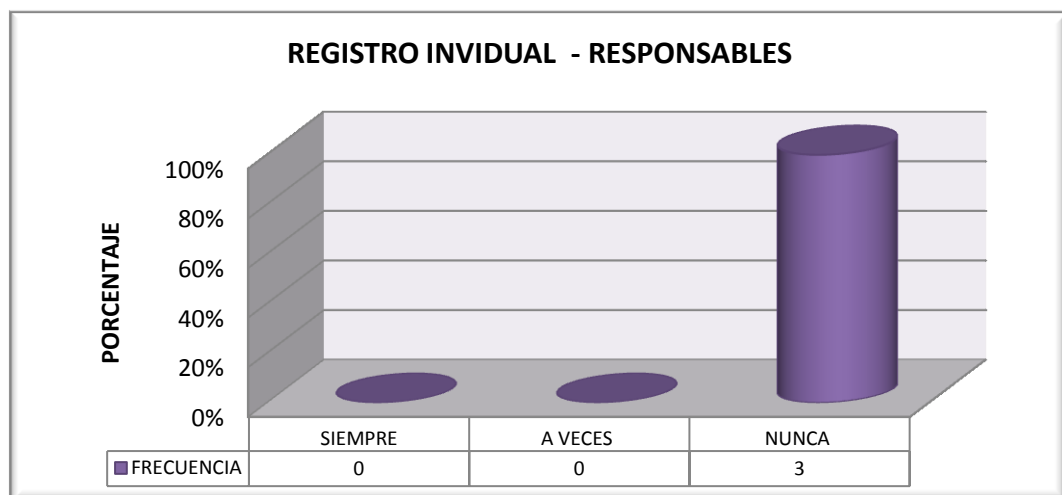 REGISTRO INVIDUAL - RESPONSABLES
PORCENTAJE
100%
80%
60%
40%
20%
0%
SIEMPRE A VECES NUNCA
FRECUENCIA 0 0 3